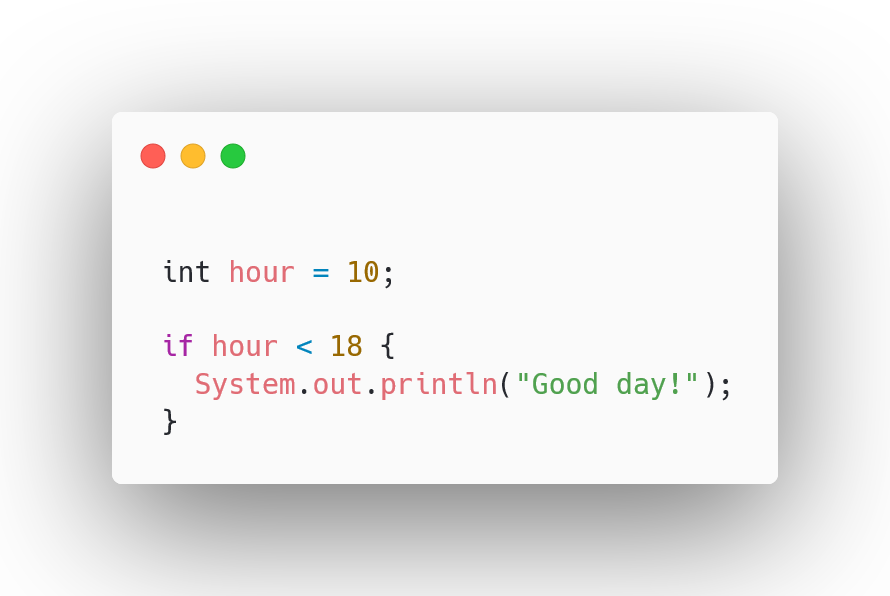 int hour = 10;
if hour < 18 {
  System.out.println("Good day!");
}